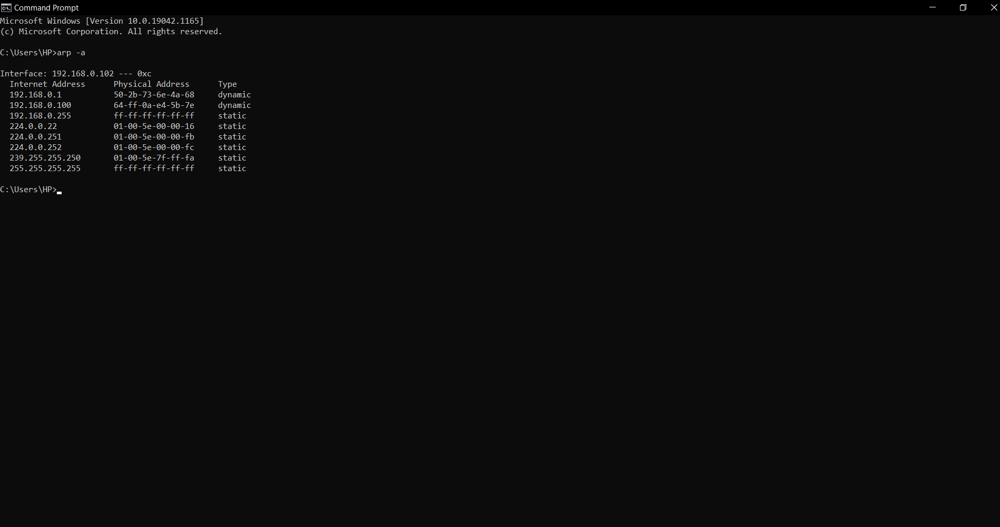 Command Prompt
Microsoft Windows [Version 10.0.19042.1165]
(c) Microsoft Corporation. All rights reserved.
C:\Users\HP>arp -a
Interface: 192.168.0.102 --- 0xc
  Internet Address      Physical Address      Type
  192.168.0.1           50-2b-73-6e-4a-68     dynamic
  192.168.0.100         64-ff-0a-e4-5b-7e     dynamic
  192.168.0.255         ff-ff-ff-ff-ff-ff     static
  224.0.0.22            01-00-5e-00-00-16     static
  224.0.0.251           01-00-5e-00-00-fb     static
  224.0.0.252           01-00-5e-00-00-fc     static
  239.255.255.250       01-00-5e-7f-ff-fa     static
  255.255.255.255       ff-ff-ff-ff-ff-ff     static
C:\Users\HP>